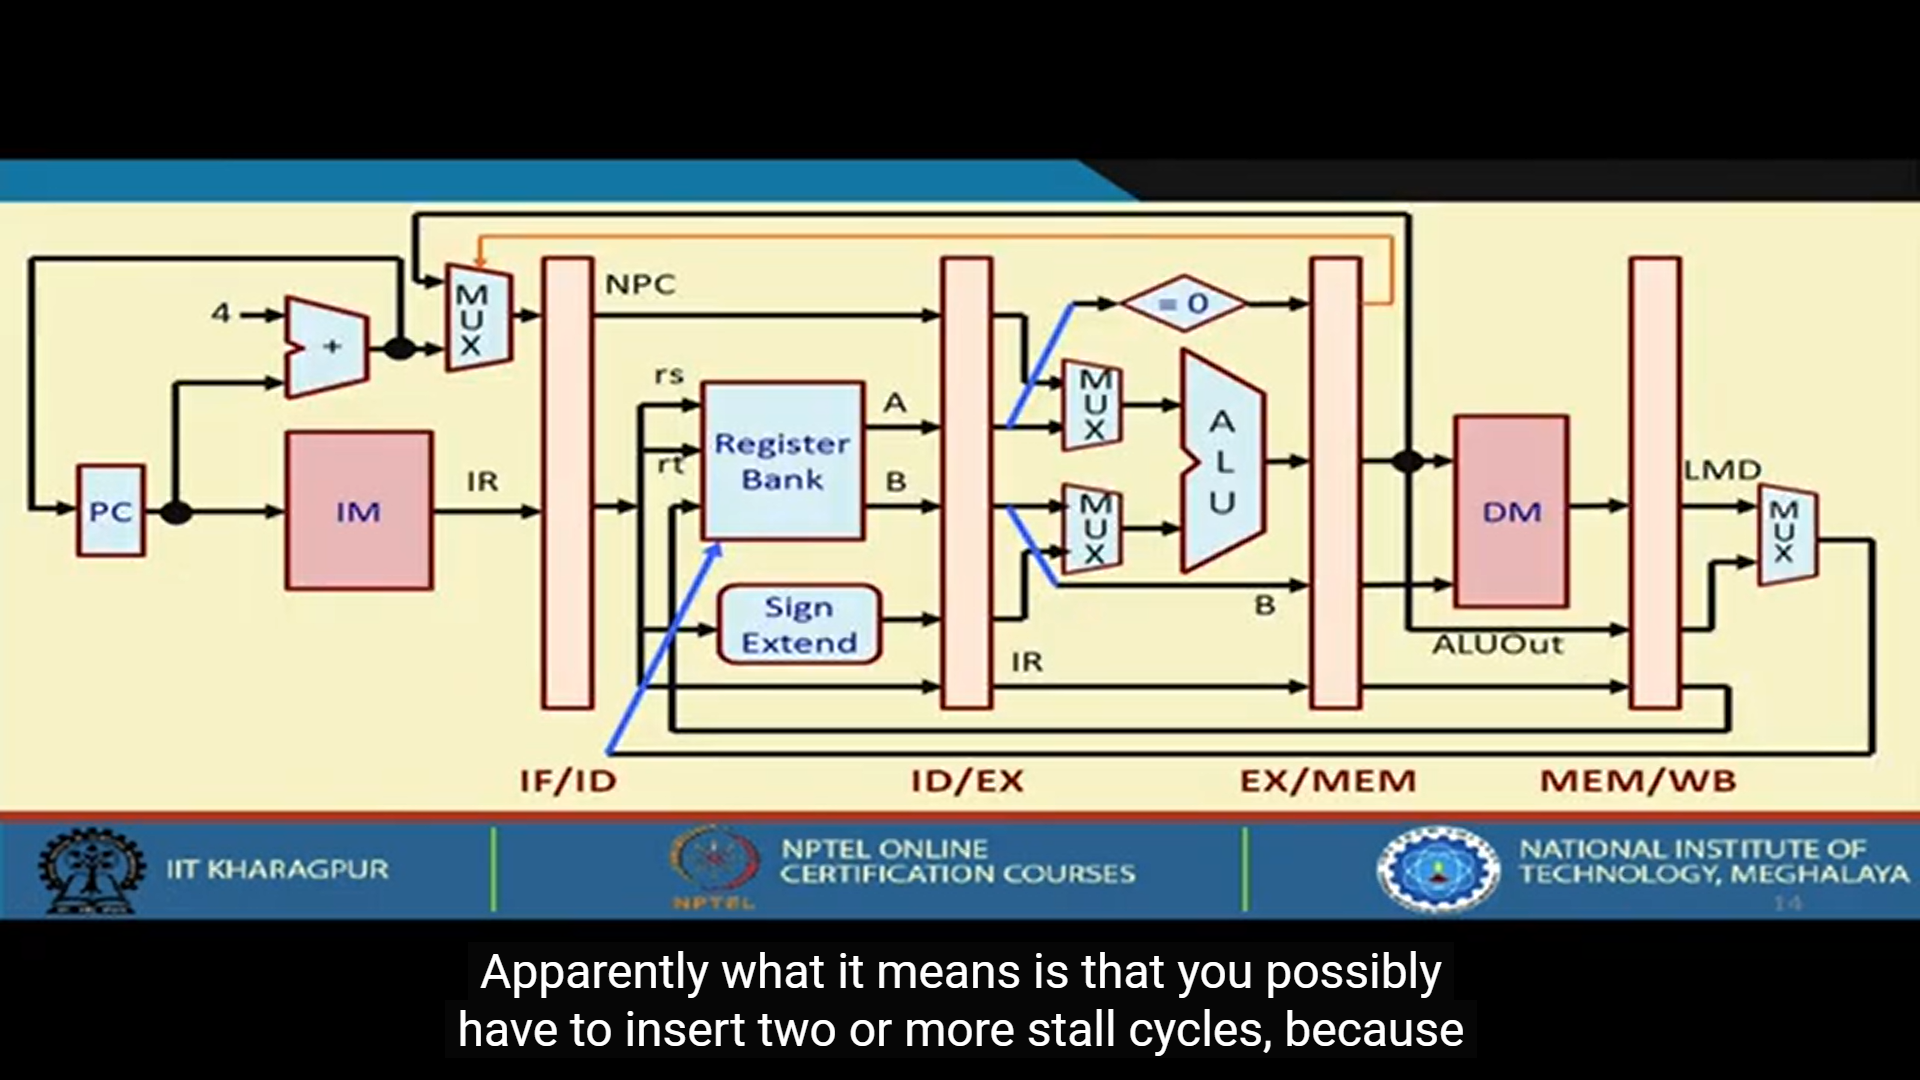 NPC
4
+
MUX
= 0
rs
rt
A
B
Register
Bank
MUX
MUX
ALU
PC
IM
IR
DM
LMD
MUX
Sign
Extend
B
ALUOut
IR
IF/ID
ID/EX
EX/MEM
MEM/WB
IIT KHARAGPUR
NPTEL
NPTEL ONLINE
CERTIFICATION COURSES
NATIONAL INSTITUTE OF
TECHNOLOGY, MEGHALAYA
14
Apparently what it means is that you possibly
have to insert two or more stall cycles, because